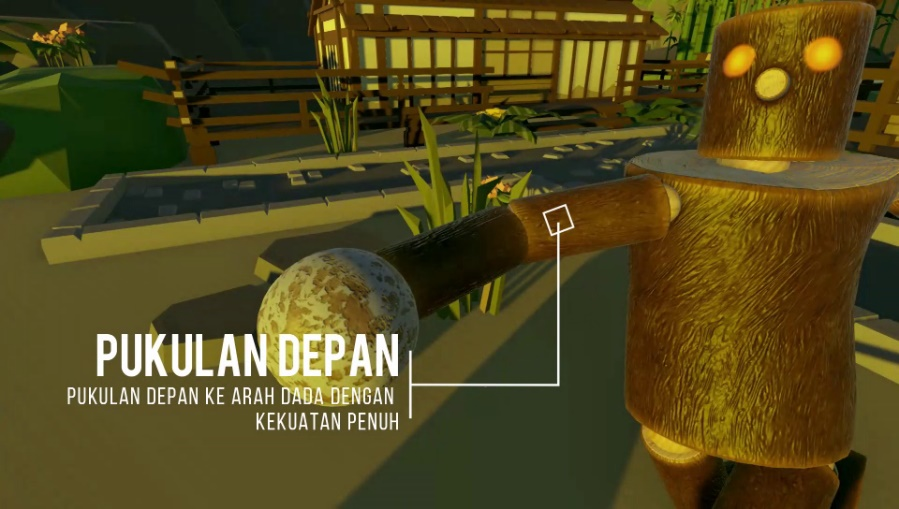 PUKULAN DEPAN
PUKULAN DEPAN KE ARAH DADA DENGAN
KEKUATAN PENUH